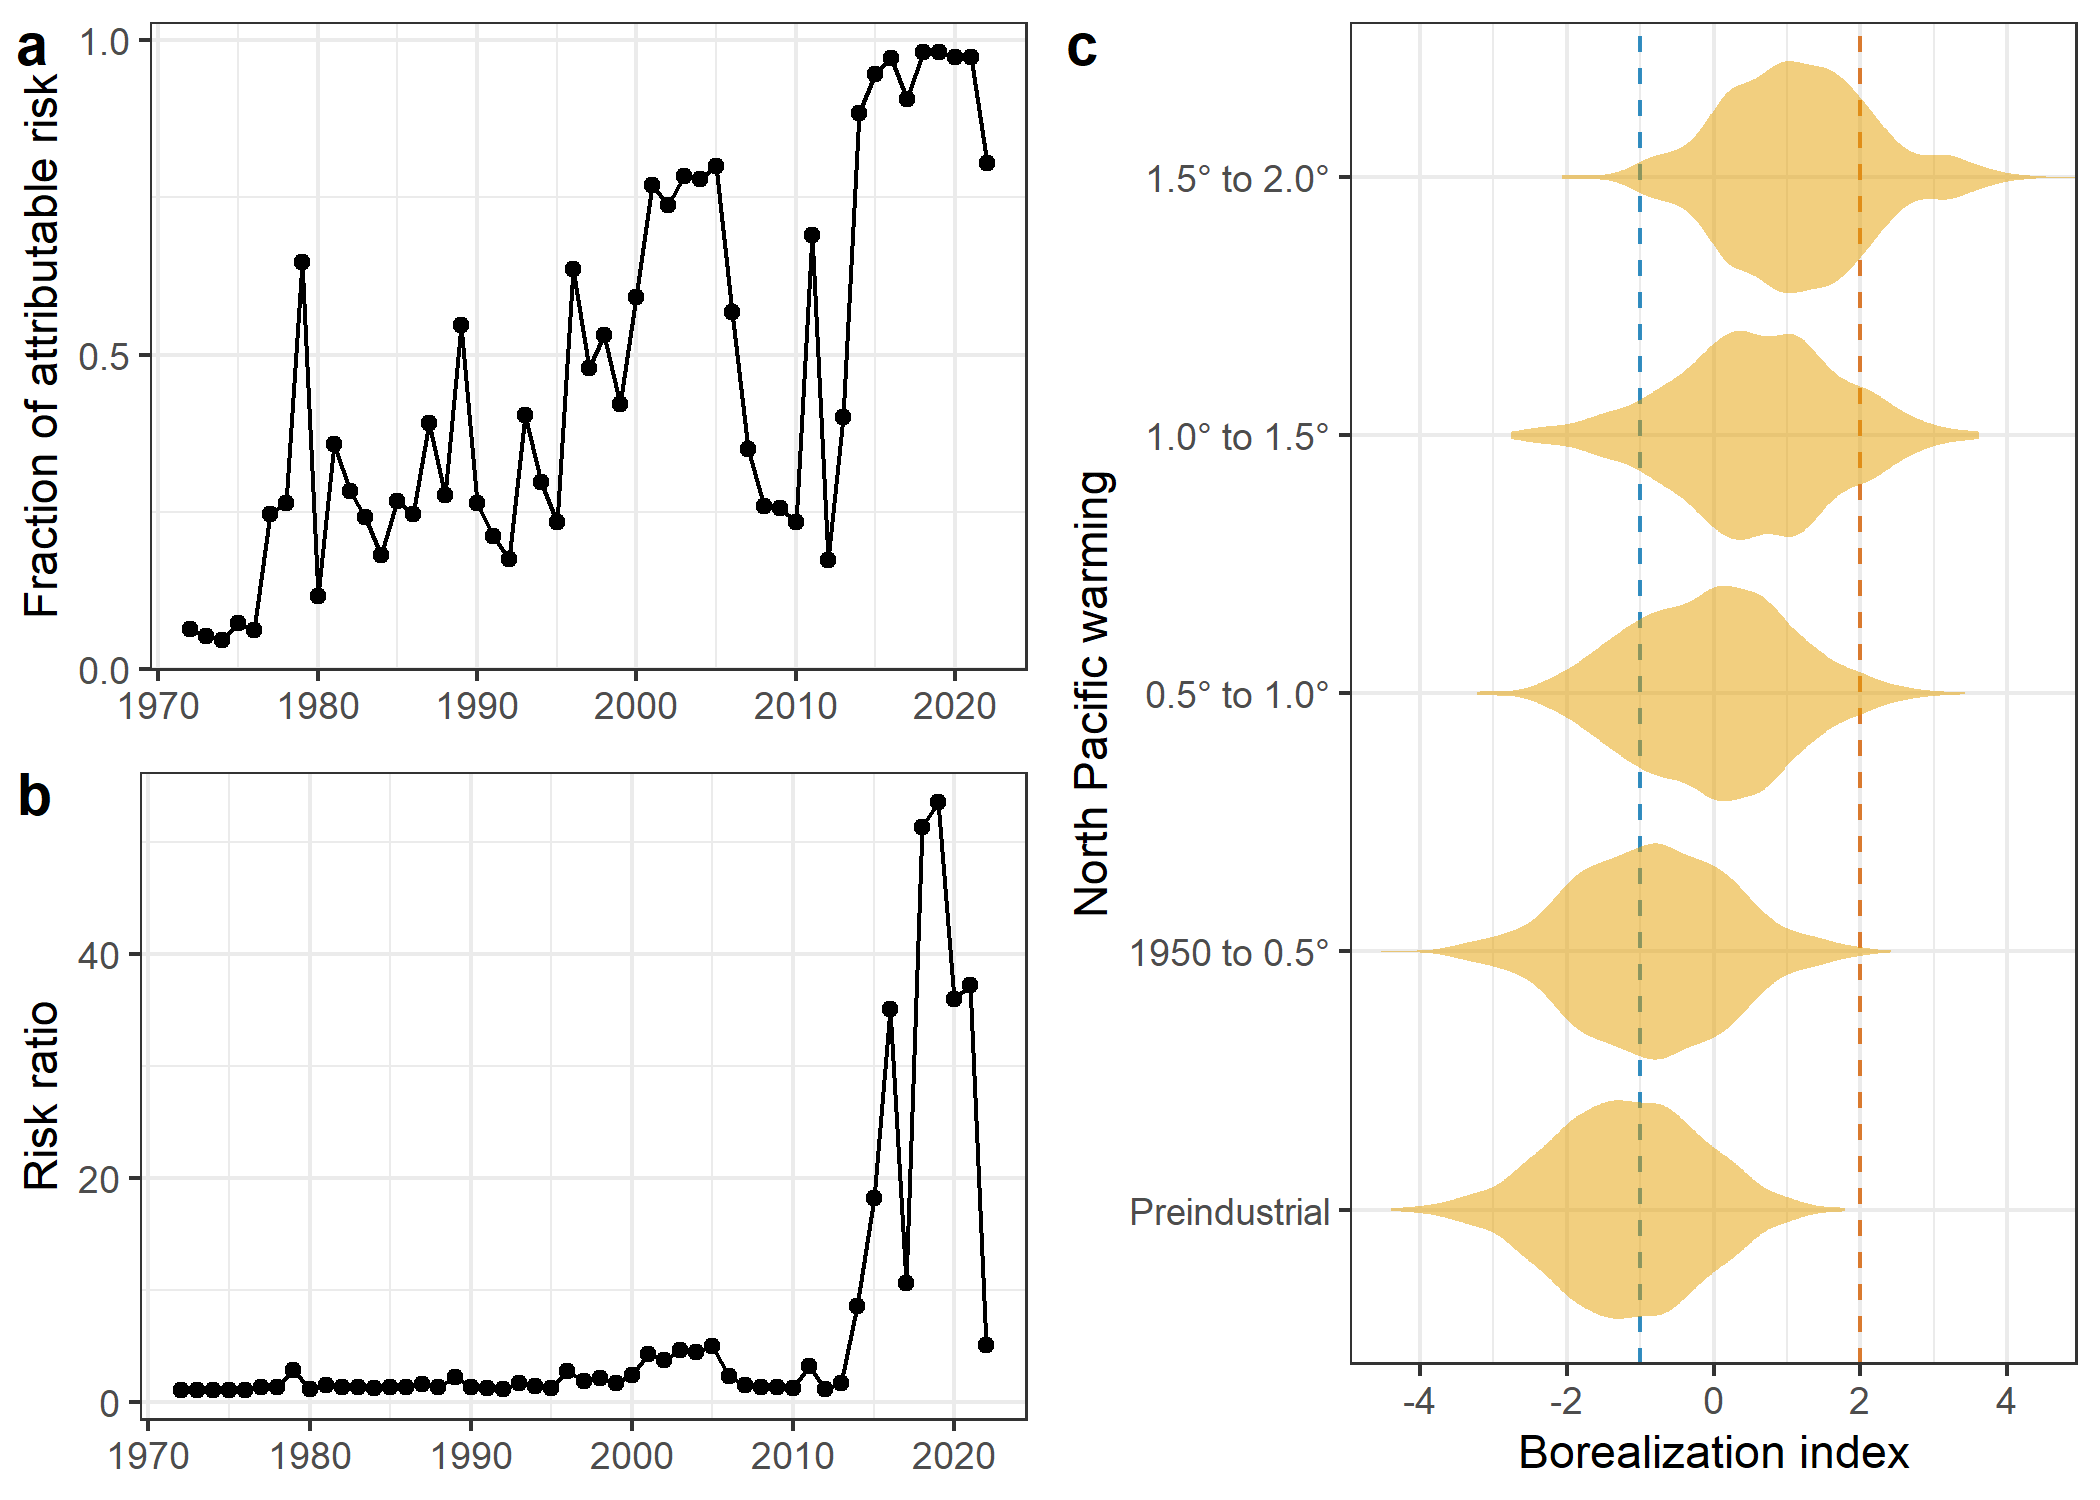 a
Fraction of attributable risk
1.0
0.5
0.0
1970 1980 1990 2000 2010 2020
b
Risk ratio
40
20
0
1970 1980 1990 2000 2010 2020
c
North Pacific warming
1.5° to 2.0°
1.0° to 1.5°
0.5° to 1.0°
1950 to 0.5°
Preindustrial
-4 -2 0 2 4
Borealization index